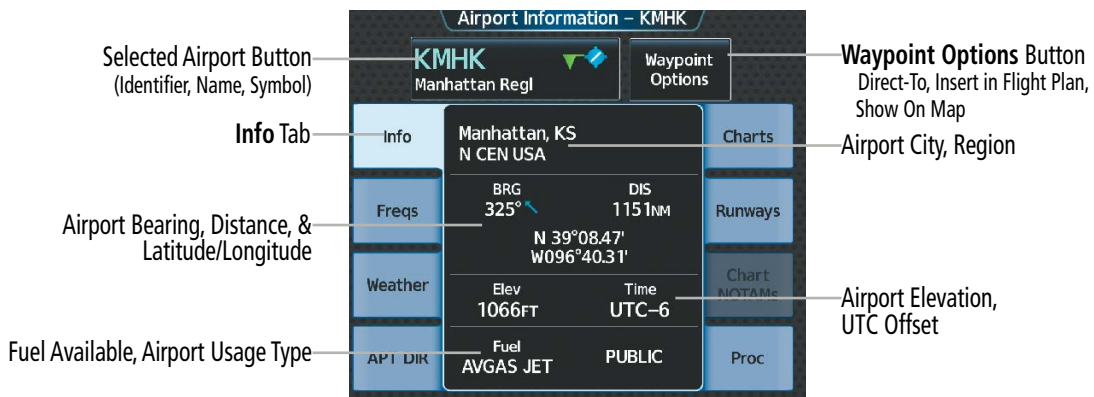 Airport Information – KMHK
Selected Airport Button
(Identifier, Name, Symbol)
KMHK
Manhattan Regl
Waypoint
Options
Waypoint Options Button
Direct-To, Insert in Flight Plan,
Show On Map
Info Tab
Info
Manhattan, KS
N CEN USA
Charts
Airport City, Region
Airport Bearing, Distance, &
Latitude/Longitude
Freqs
BRG
325°
DIS
1151NM
N 39°08.47'
W096°40.31'
Runways
Weather
Elev
1066FT
Time
UTC–6
Chart
NOTAMs
Airport Elevation,
UTC Offset
Fuel Available, Airport Usage Type
APT DIR
Fuel
AVGAS JET
PUBLIC
Proc